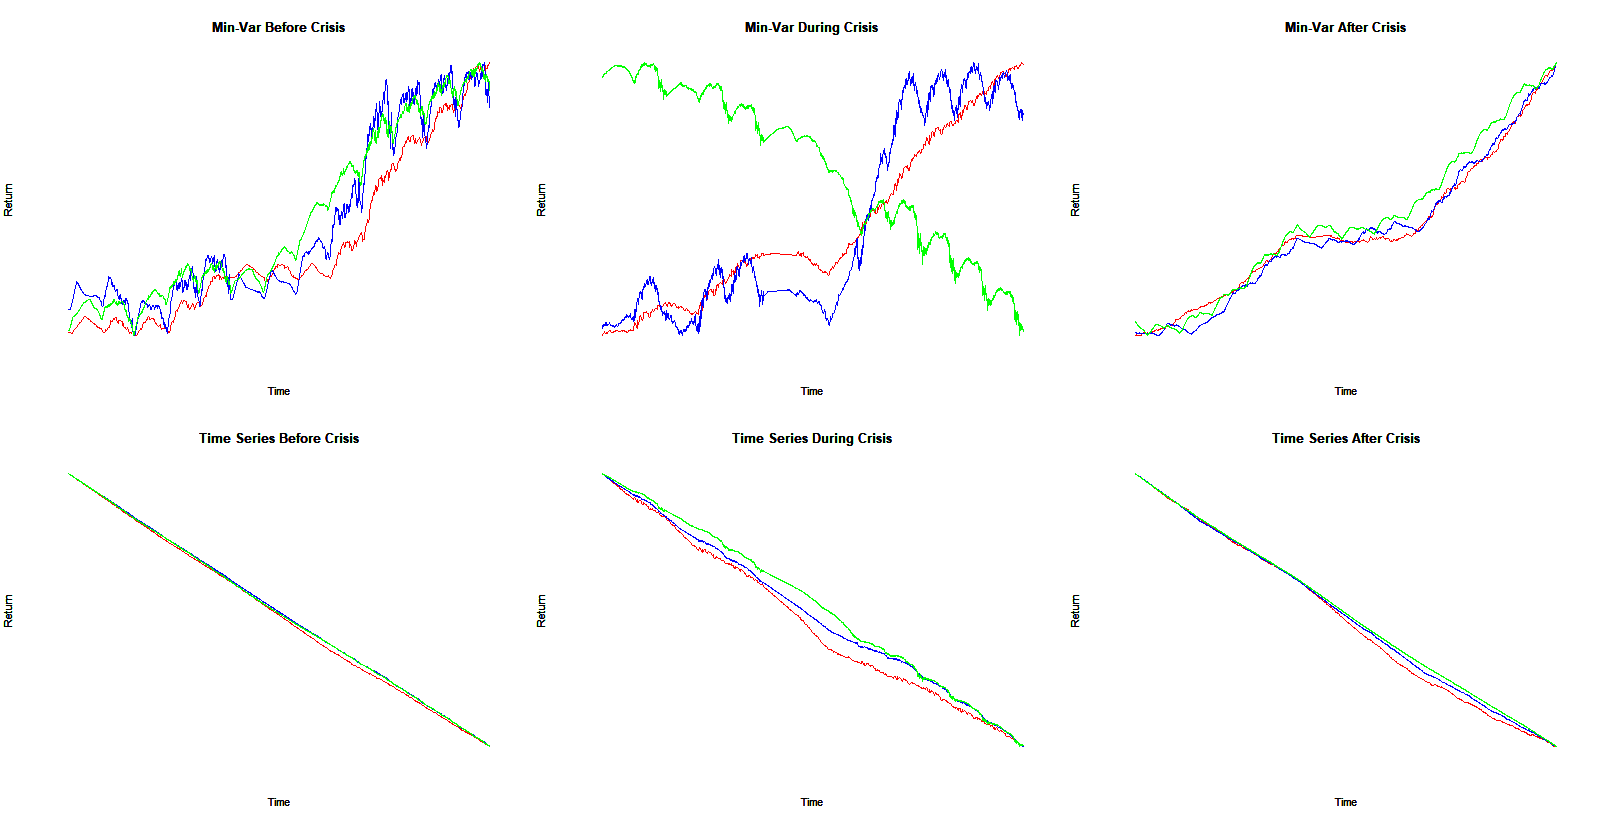 Min-Var Before Crisis
Min-Var During Crisis
Min-Var After Crisis
Return
Return
Return
Time
Time
Time
Time Series Before Crisis
Time Series During Crisis
Time Series After Crisis
Return
Return
Return
Time
Time
Time